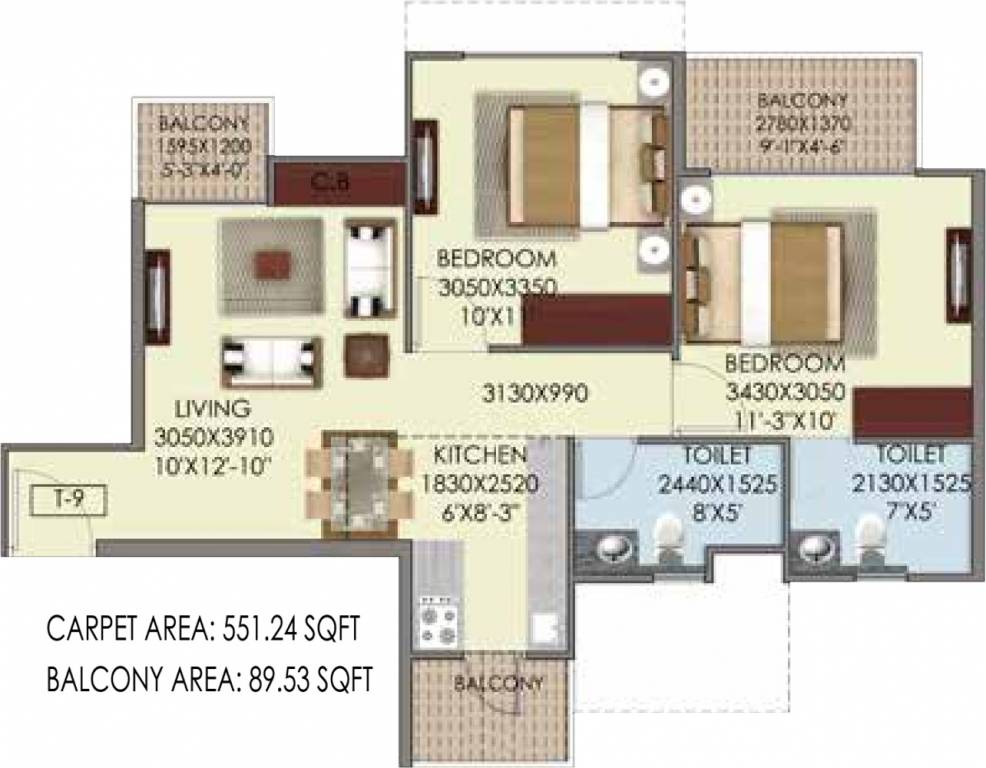 BALCONY
1595X1200
5'-3"X4'-0"
C.B
BALCONY
2780X1370
9'-1"X4'-6"
BEDROOM
3050X3350
10'X11'
BEDROOM
3430X3050
11'-3"X10'
3130X990
LIVING
3050X3910
10'X12'-10"
T-9
KITCHEN
1830X2520
6'X8'-3"
TOILET
2440X1525
8'X5'
TOILET
2130X1525
7'X5'
BALCONY
CARPET AREA: 551.24 SQFT
BALCONY AREA: 89.53 SQFT